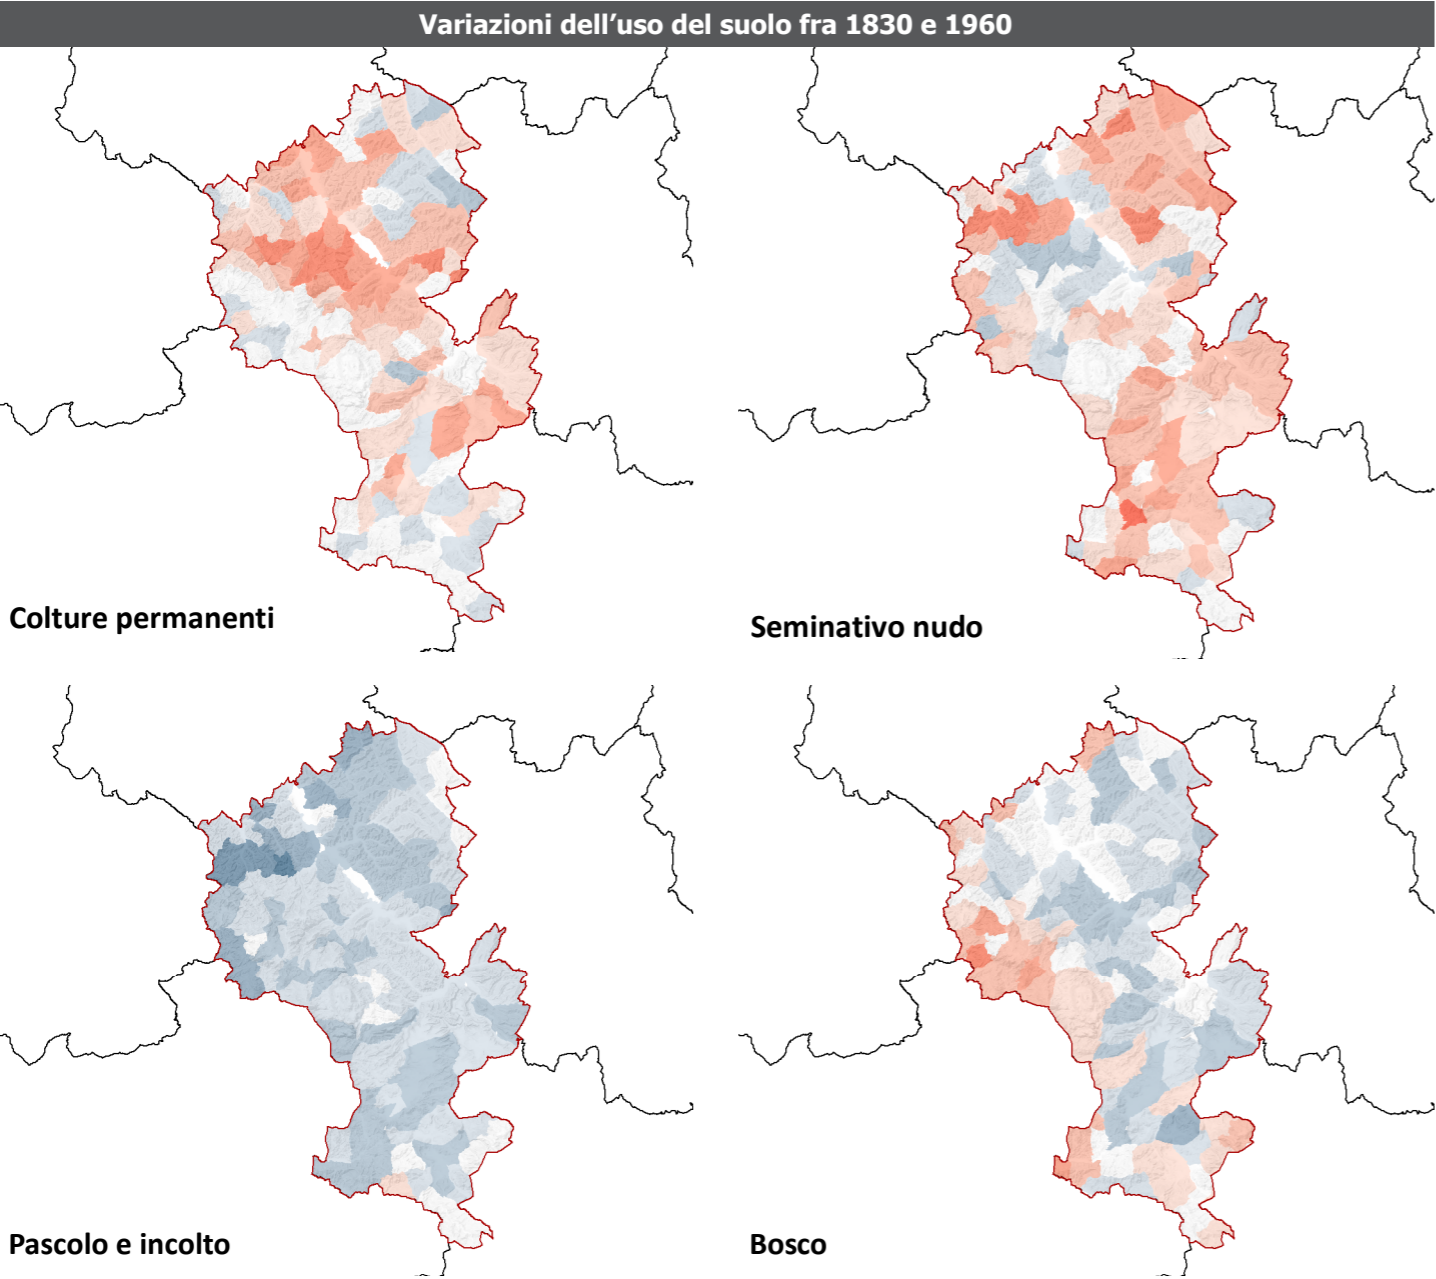 Variazioni dell’uso del suolo fra 1830 e 1960
Colture permanenti
Seminativo nudo
Pascolo e incolto
Bosco